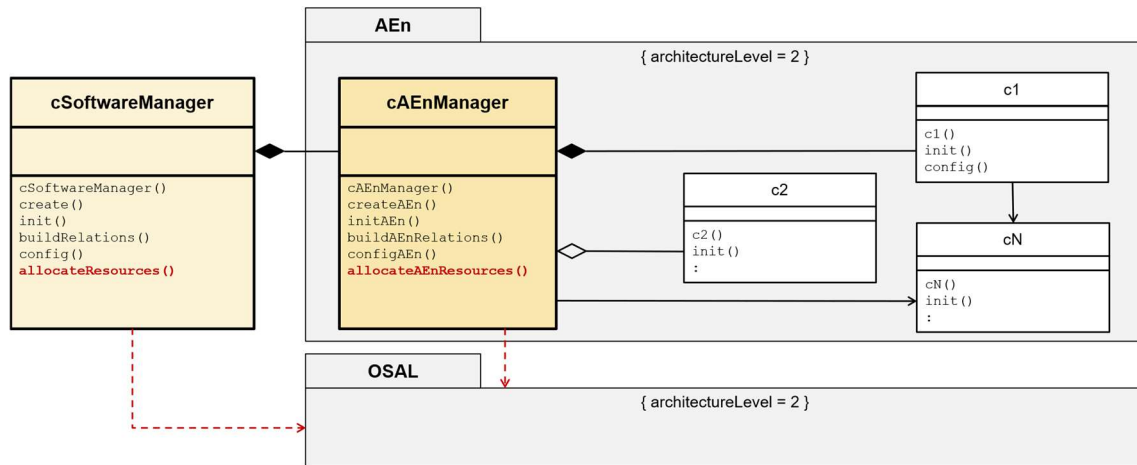 AEn
{ architectureLevel = 2 }
cSoftwareManager
cSoftwareManager()
create()
init()
buildRelations()
config()
allocateResources()
cAEnManager
cAEnManager()
createAEn()
initAEn()
buildAEnRelations()
configAEn()
allocateAEnResources()
c1
c1()
init()
config()
c2
c2()
init()
:
cN
cN()
init()
:
OSAL
{ architectureLevel = 2 }